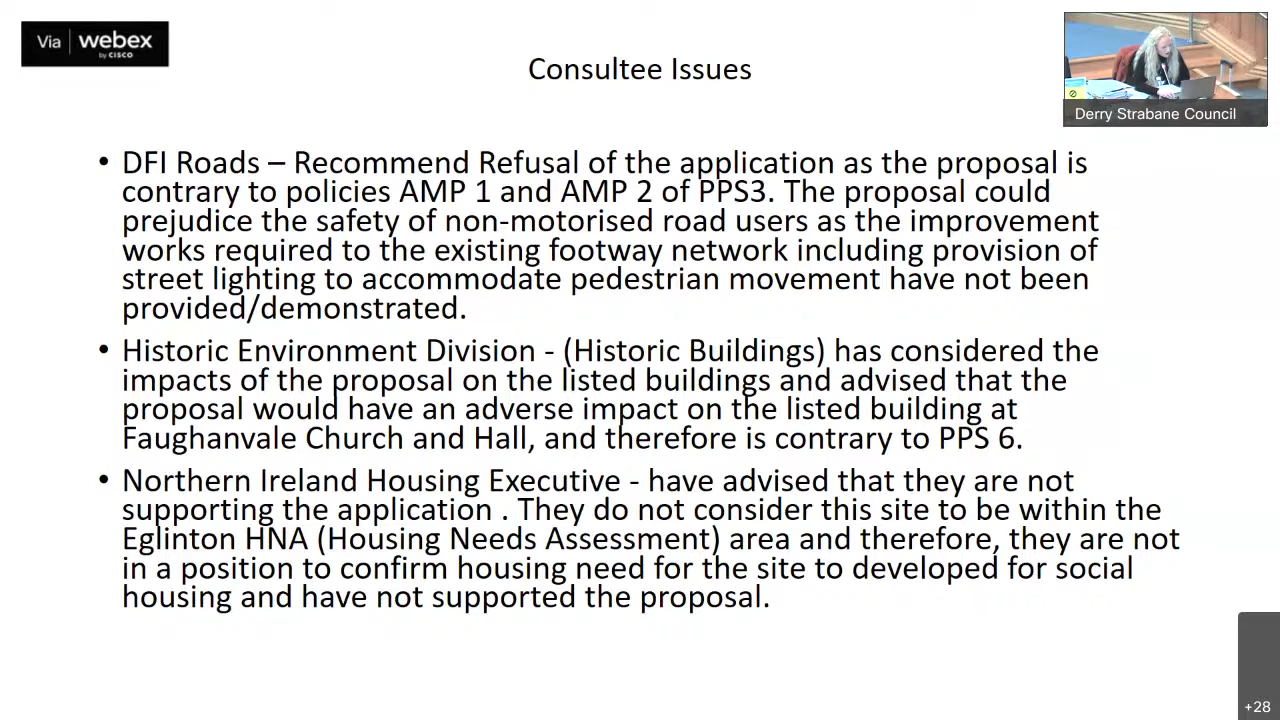 Via webex
by CISCO
Consultee Issues
Derry Strabane Council
• DFI Roads – Recommend Refusal of the application as the proposal is
contrary to policies AMP 1 and AMP 2 of PPS3. The proposal could
prejudice the safety of non-motorised road users as the improvement
works required to the existing footway network including provision of
street lighting to accommodate pedestrian movement have not been
provided/demonstrated.
• Historic Environment Division - (Historic Buildings) has considered the
impacts of the proposal on the listed buildings and advised that the
proposal would have an adverse impact on the listed building at
Faughanvale Church and Hall, and therefore is contrary to PPS 6.
• Northern Ireland Housing Executive - have advised that they are not
supporting the application . They do not consider this site to be within the
Eglinton HNA (Housing Needs Assessment) area and therefore, they are not
in a position to confirm housing need for the site to developed for social
housing and have not supported the proposal.
+28